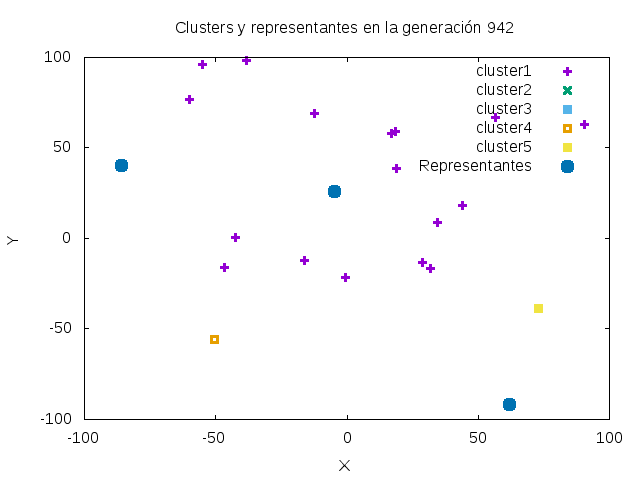 Clusters y representantes en la generación 942
100
50
0
-50
-100
-100
-50
0
50
100
Y
X
cluster1
cluster2
cluster3
cluster4
cluster5
Representantes